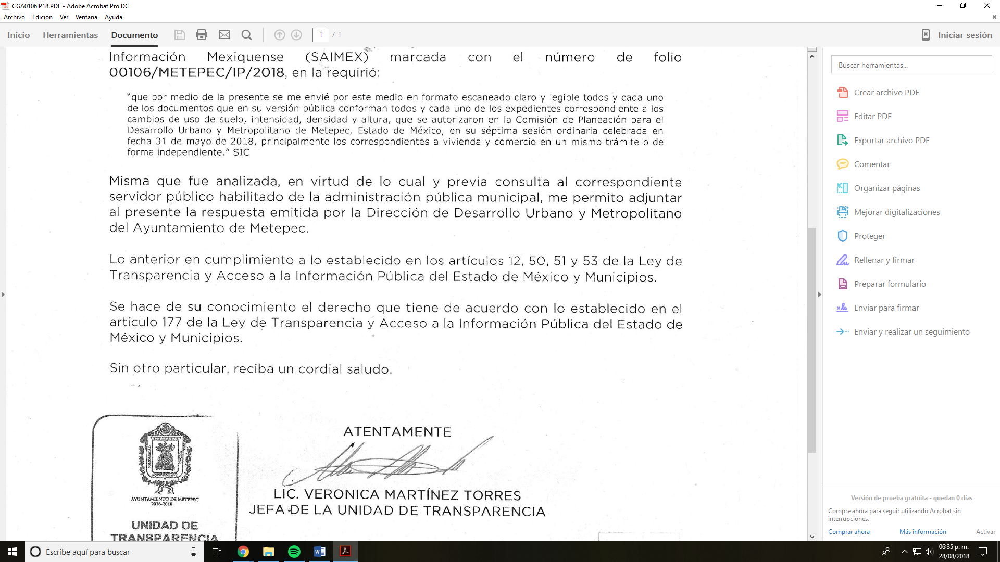 CGA0106IP18.PDF - Adobe Acrobat Pro DC
Archivo Edición Ver Ventana Ayuda
Inicio Herramientas Documento 1 / 1 Iniciar sesión
Información Mexiquense (SAIMEX) marcada con el número de folio
00106/METEPEC/IP/2018, en la requirió:
"que por medio de la presente se me envié por este medio en formato escaneado claro y legible todos y cada uno
de los documentos que en su versión pública conforman todos y cada uno de los expedientes correspondiente a los
cambios de uso de suelo, intensidad, densidad y altura, que se autorizaron en la Comisión de Planeación para el
Desarrollo Urbano y Metropolitano de Metepec, Estado de México, en su séptima sesión ordinaria celebrada en
fecha 31 de mayo de 2018, principalmente los correspondientes a vivienda y comercio en un mismo trámite o de
forma independiente." SIC
Misma que fue analizada, en virtud de lo cual y previa consulta al correspondiente
servidor público habilitado de la administración pública municipal, me permito adjuntar
al presente la respuesta emitida por la Dirección de Desarrollo Urbano y Metropolitano
del Ayuntamiento de Metepec.
Lo anterior en cumplimiento a lo establecido en los artículos 12, 50, 51 y 53 de la Ley de
Transparencia y Acceso a la Información Pública del Estado de México y Municipios.
Se hace de su conocimiento el derecho que tiene de acuerdo con lo establecido en el
artículo 177 de la Ley de Transparencia y Acceso a la Información Pública del Estado de
México y Municipios.
Sin otro particular, reciba un cordial saludo.
ATENTAMENTE
LIC. VERONICA MARTÍNEZ TORRES
JEFA DE LA UNIDAD DE TRANSPARENCIA
AYUNTAMIENTO DE METEPEC
2016-2018
UNIDAD DE
TRANSPARENCIA
Buscar herramientas...
Crear archivo PDF
Editar PDF
Exportar archivo PDF
Comentar
Organizar páginas
Mejorar digitalizaciones
Proteger
Rellenar y firmar
Preparar formulario
Enviar para firmar
Enviar y realizar un seguimiento
Versión de prueba gratuita - quedan 0 días
Compre ahora para seguir utilizando Acrobat sin
interrupciones.
Comprar ahora Más información Activar
Escribe aquí para buscar
06:35 p. m.
28/08/2018